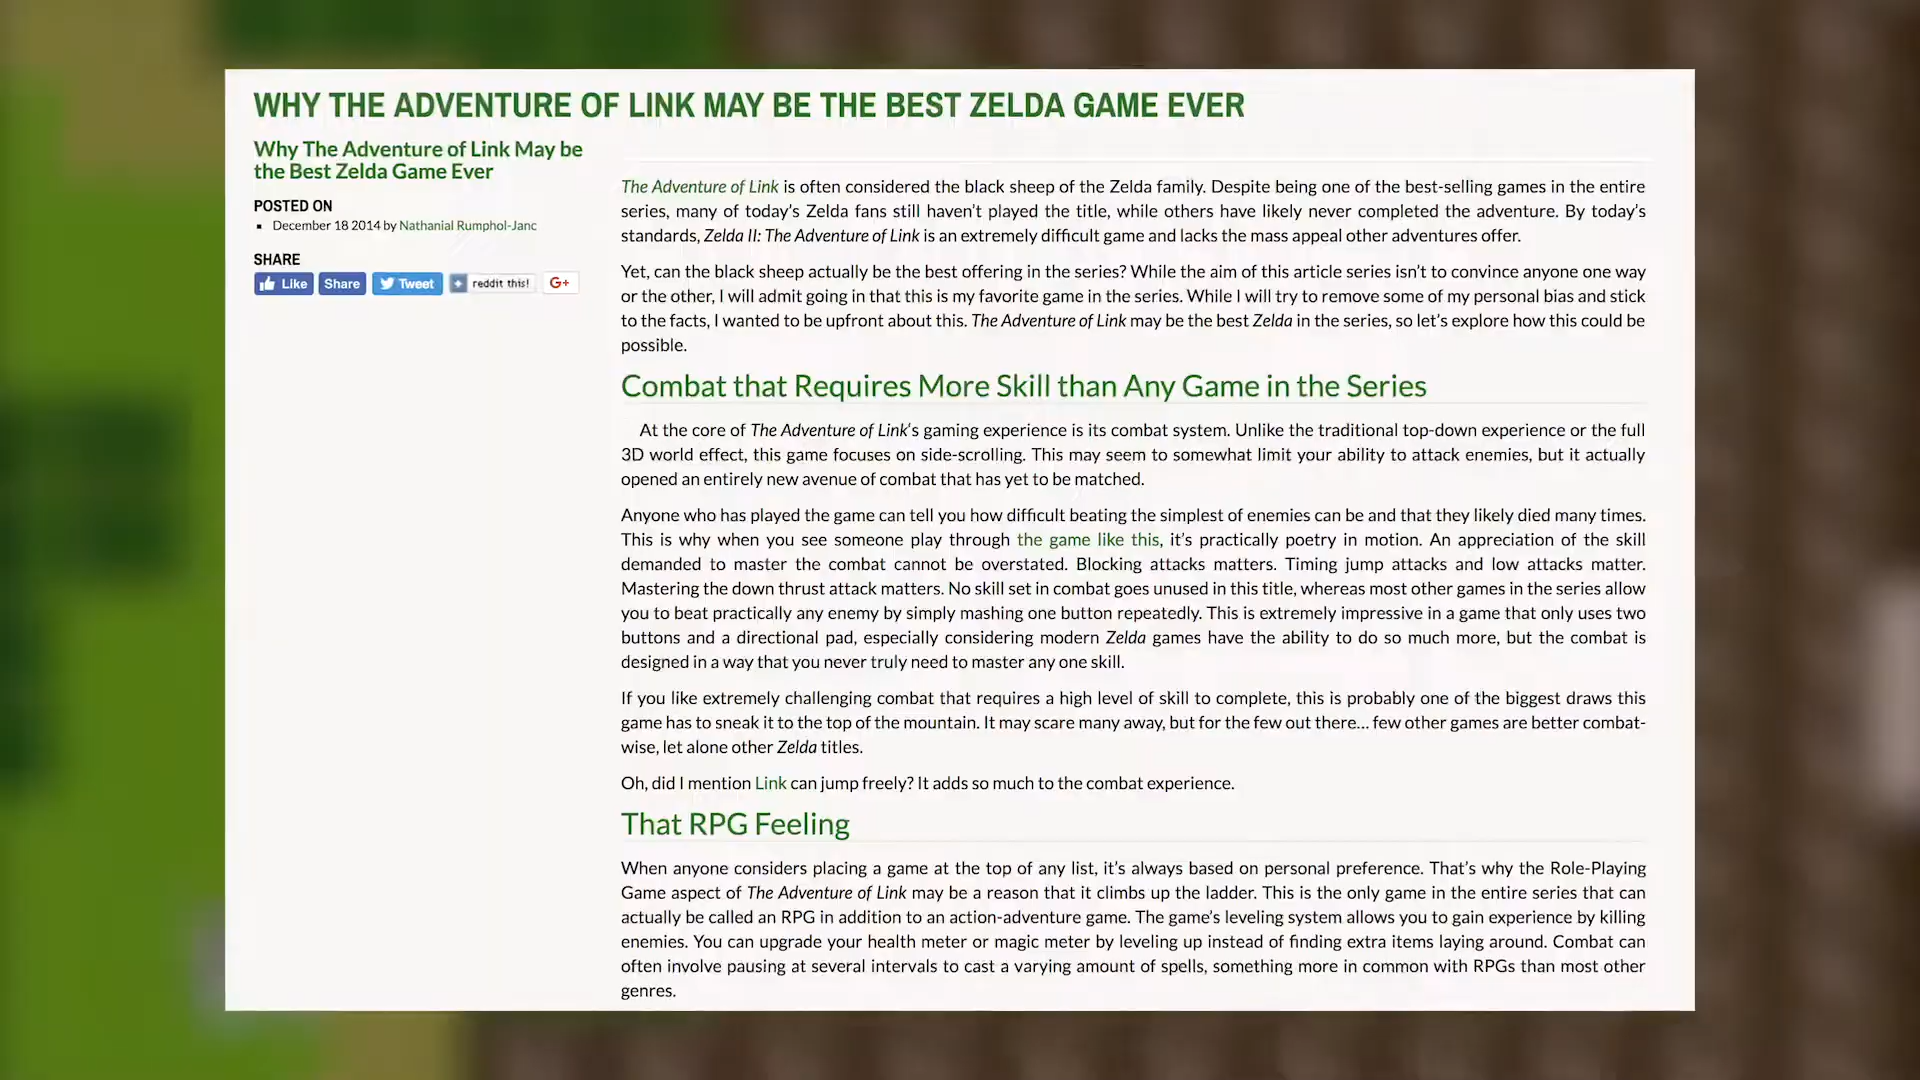 WHY THE ADVENTURE OF LINK MAY BE THE BEST ZELDA GAME EVER
Why The Adventure of Link May be
the Best Zelda Game Ever
POSTED ON
December 18 2014 by Nathanial Rumphol-Janc
SHARE
Like Share Tweet reddit this! G+
The Adventure of Link is often considered the black sheep of the Zelda family. Despite being one of the best-selling games in the entire
series, many of today's Zelda fans still haven't played the title, while others have likely never completed the adventure. By today's
standards, Zelda II: The Adventure of Link is an extremely difficult game and lacks the mass appeal other adventures offer.
Yet, can the black sheep actually be the best offering in the series? While the aim of this article series isn't to convince anyone one way
or the other, I will admit going in that this is my favorite game in the series. While I will try to remove some of my personal bias and stick
to the facts, I wanted to be upfront about this. The Adventure of Link may be the best Zelda in the series, so let's explore how this could be
possible.
Combat that Requires More Skill than Any Game in the Series
At the core of The Adventure of Link's gaming experience is its combat system. Unlike the traditional top-down experience or the full
3D world effect, this game focuses on side-scrolling. This may seem to somewhat limit your ability to attack enemies, but it actually
opened an entirely new avenue of combat that has yet to be matched.
Anyone who has played the game can tell you how difficult beating the simplest of enemies can be and that they likely died many times.
This is why when you see someone play through the game like this, it's practically poetry in motion. An appreciation of the skill
demanded to master the combat cannot be overstated. Blocking attacks matters. Timing jump attacks and low attacks matter.
Mastering the down thrust attack matters. No skill set in combat goes unused in this title, whereas most other games in the series allow
you to beat practically any enemy by simply mashing one button repeatedly. This is extremely impressive in a game that only uses two
buttons and a directional pad, especially considering modern Zelda games have the ability to do so much more, but the combat is
designed in a way that you never truly need to master any one skill.
If you like extremely challenging combat that requires a high level of skill to complete, this is probably one of the biggest draws this
game has to sneak it to the top of the mountain. It may scare many away, but for the few out there… few other games are better combat-
wise, let alone other Zelda titles.
Oh, did I mention Link can jump freely? It adds so much to the combat experience.
That RPG Feeling
When anyone considers placing a game at the top of any list, it's always based on personal preference. That's why the Role-Playing
Game aspect of The Adventure of Link may be a reason that it climbs up the ladder. This is the only game in the entire series that can
actually be called an RPG in addition to an action-adventure game. The game's leveling system allows you to gain experience by killing
enemies. You can upgrade your health meter or magic meter by leveling up instead of finding extra items laying around. Combat can
often involve pausing at several intervals to cast a varying amount of spells, something more in common with RPGs than most other
genres.